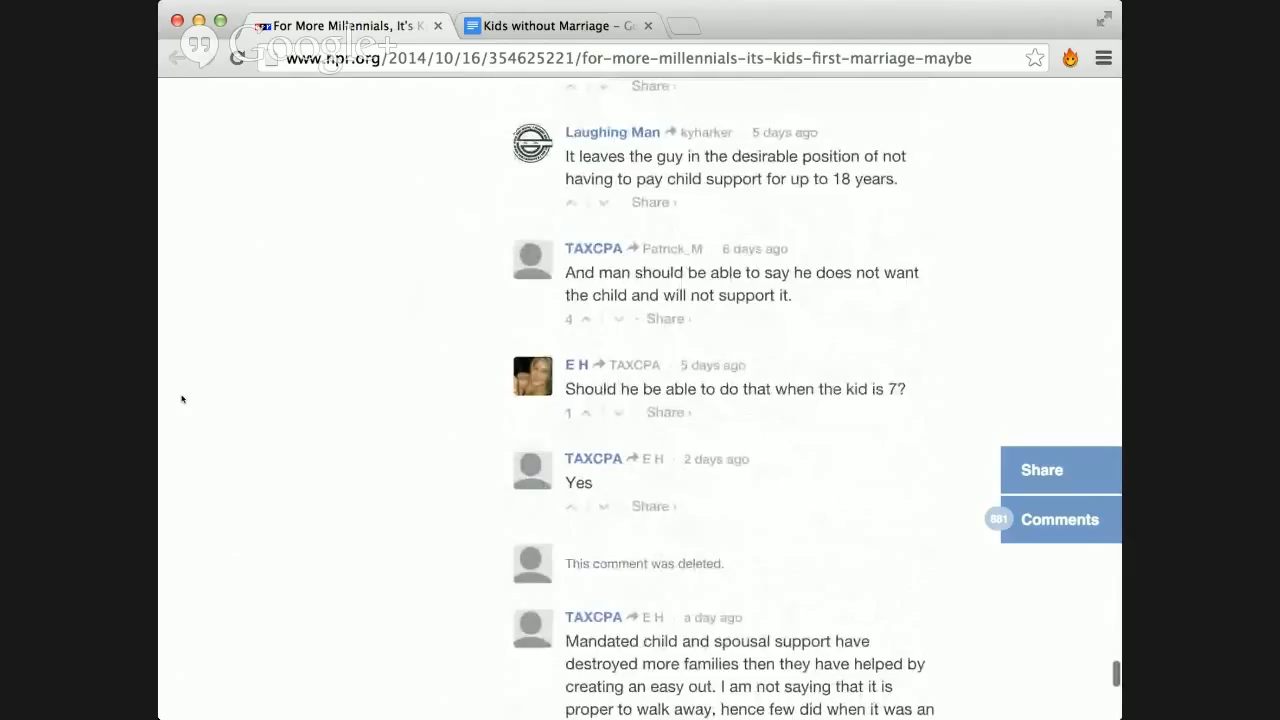 For More Millennials, It's K
Kids without Marriage – Go
Google+
www.npr.org/2014/10/16/354625221/for-more-millennials-its-kids-first-marriage-maybe
Share ›
Laughing Man kyharker 5 days ago
It leaves the guy in the desirable position of not
having to pay child support for up to 18 years.
Share ›
TAXCPA Patrick_M 6 days ago
And man should be able to say he does not want
the child and will not support it.
4 Share ›
E H TAXCPA 5 days ago
Should he be able to do that when the kid is 7?
1 Share ›
TAXCPA E H 2 days ago
Yes
Share ›
Share
881 Comments
This comment was deleted.
TAXCPA E H a day ago
Mandated child and spousal support have
destroyed more families then they have helped by
creating an easy out. I am not saying that it is
proper to walk away, hence few did when it was an